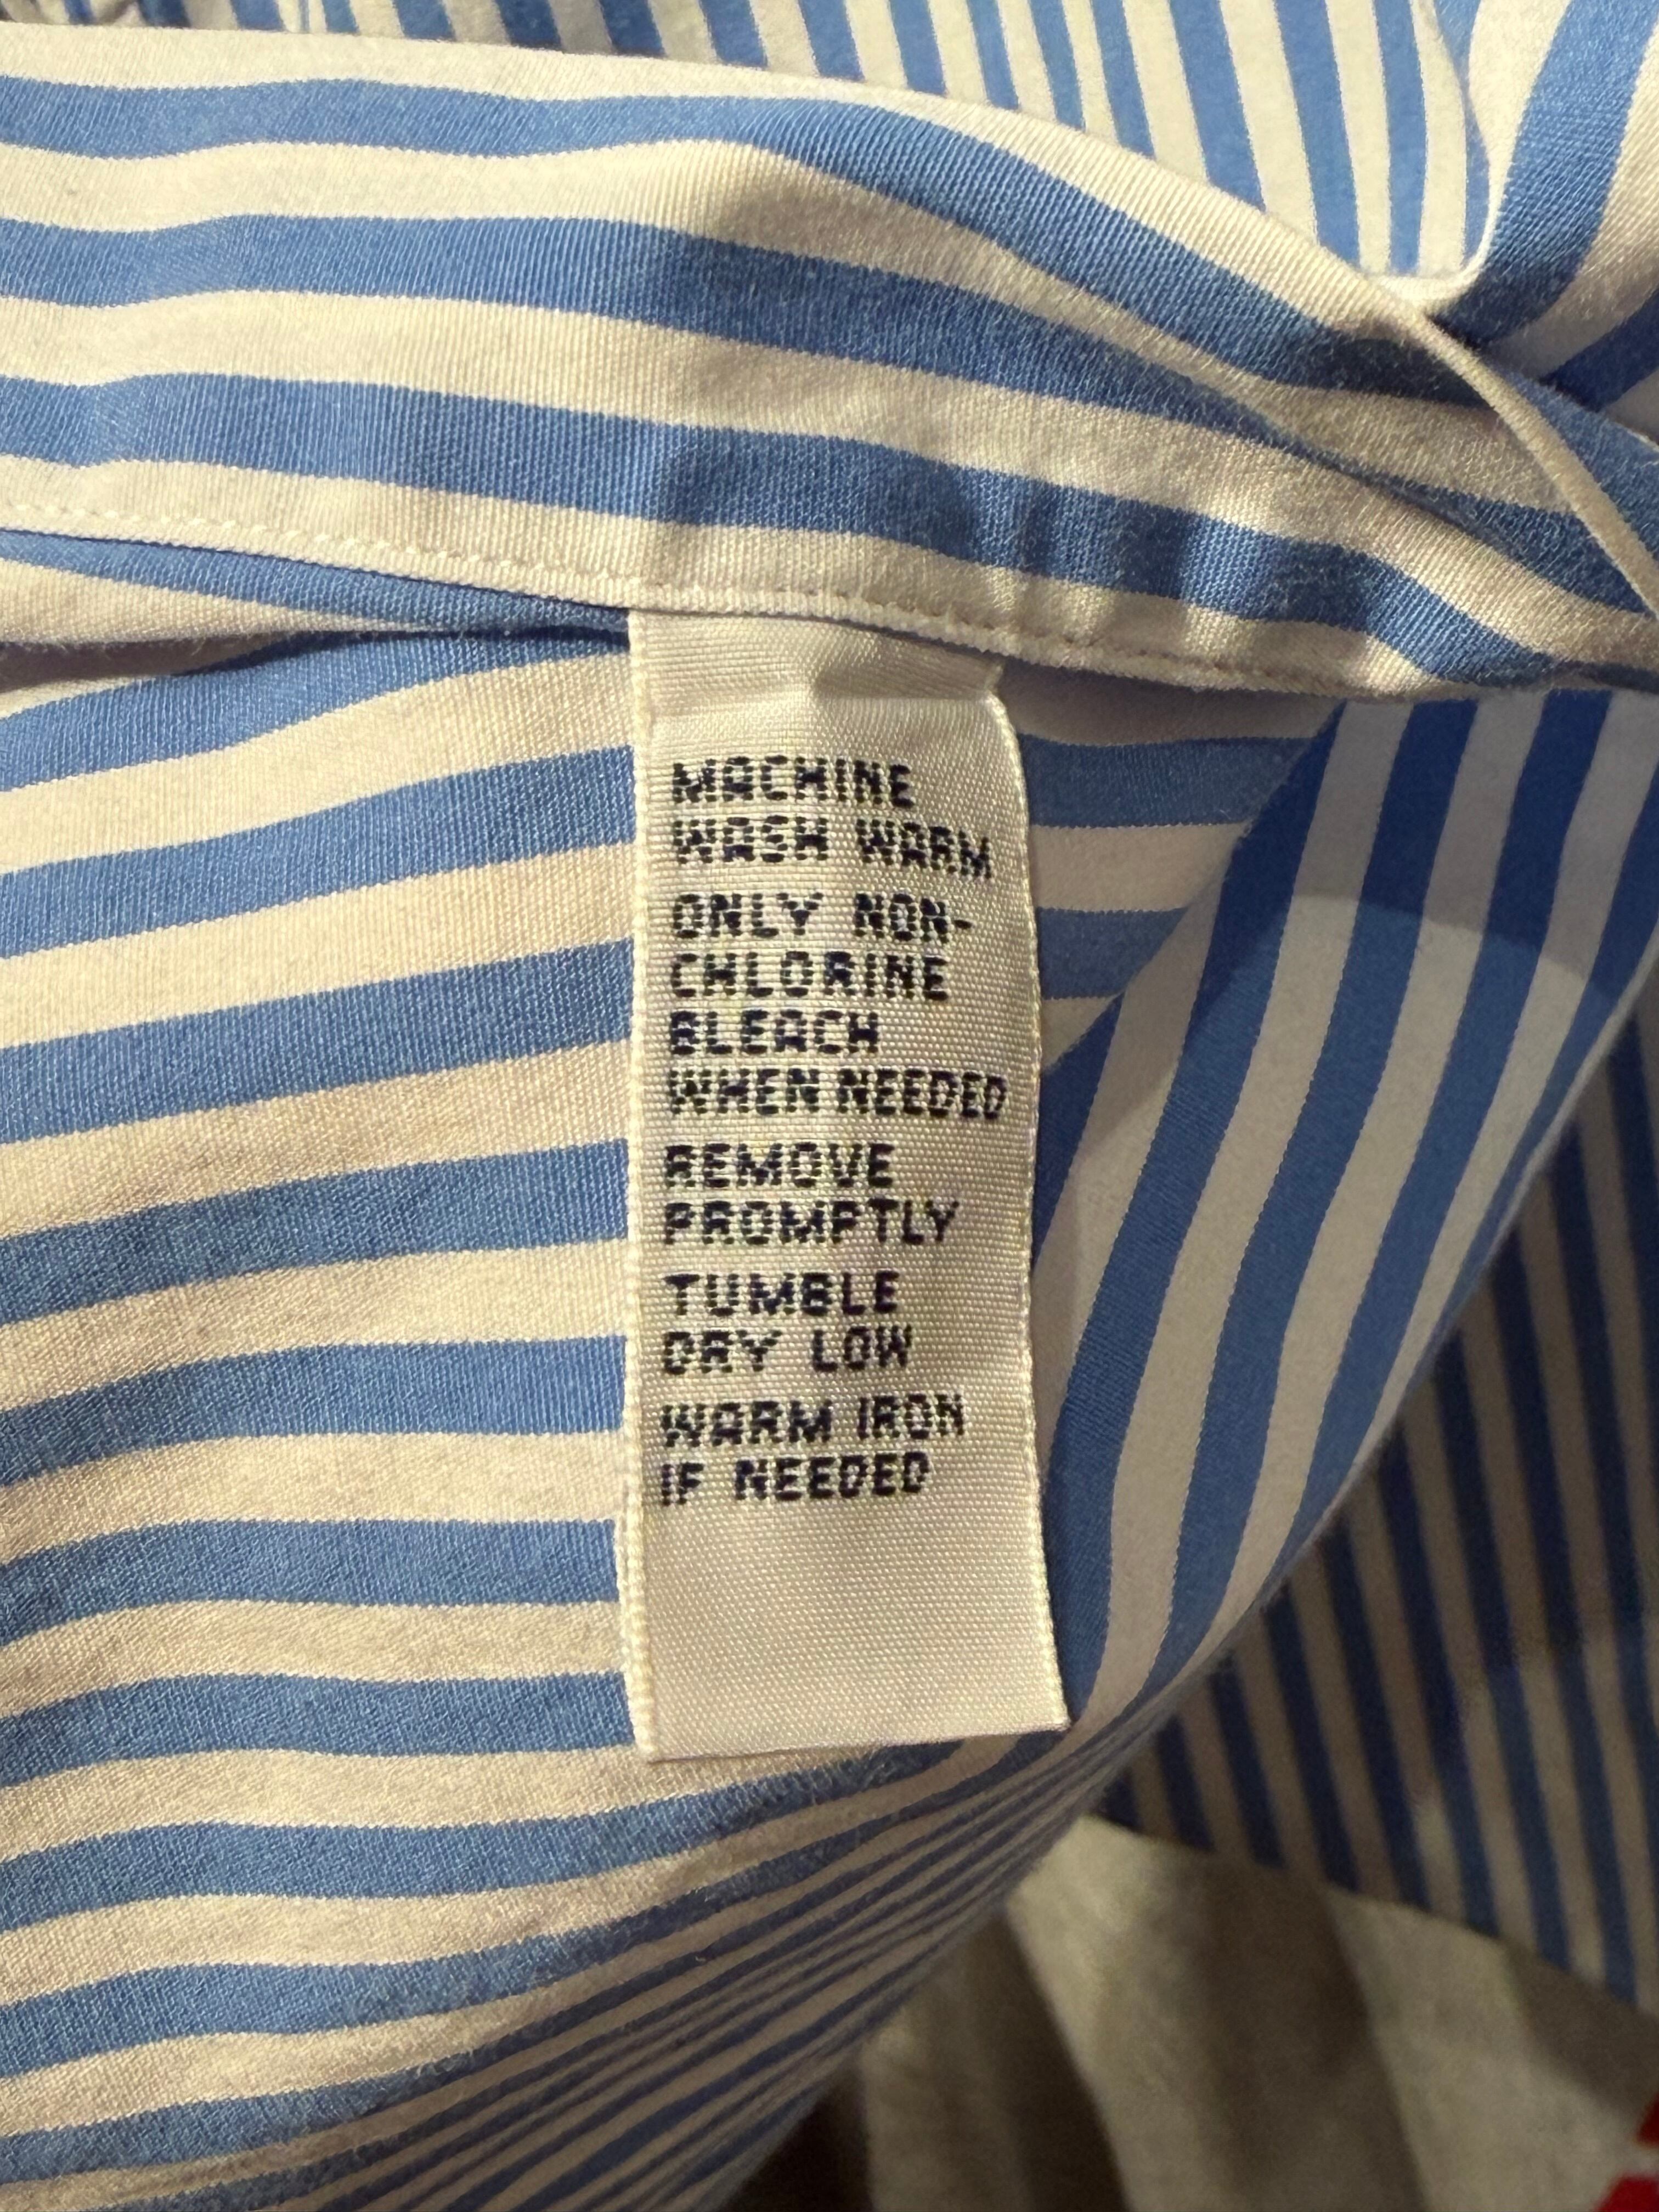 MACHINE
WASH WARM
ONLY NON-
CHLORINE
BLEACH
WHEN NEEDED
REMOVE
PROMPTLY
TUMBLE
DRY LOW
WARM IRON
IF NEEDED